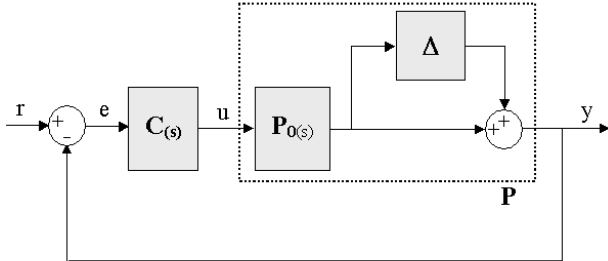 Δ
r
+
-
e
C(s)
u
P0(s)
+
+
y
P